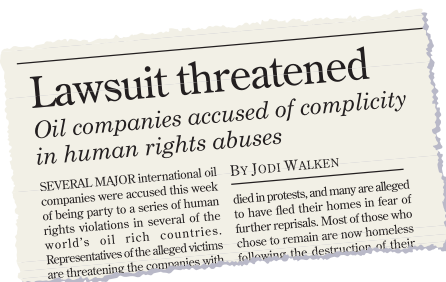 Lawsuit threatened
Oil companies accused of complicity
in human rights abuses
SEVERAL MAJOR international oil
companies were accused this week
of being party to a series of human
rights violations in several of the
world's oil rich countries.
Representatives of the alleged victims
are threatening the companies with
BY JODI WALKEN
died in protests, and many are alleged
to have fled their homes in fear of
further reprisals. Most of those who
chose to remain are now homeless
following the destruction of their